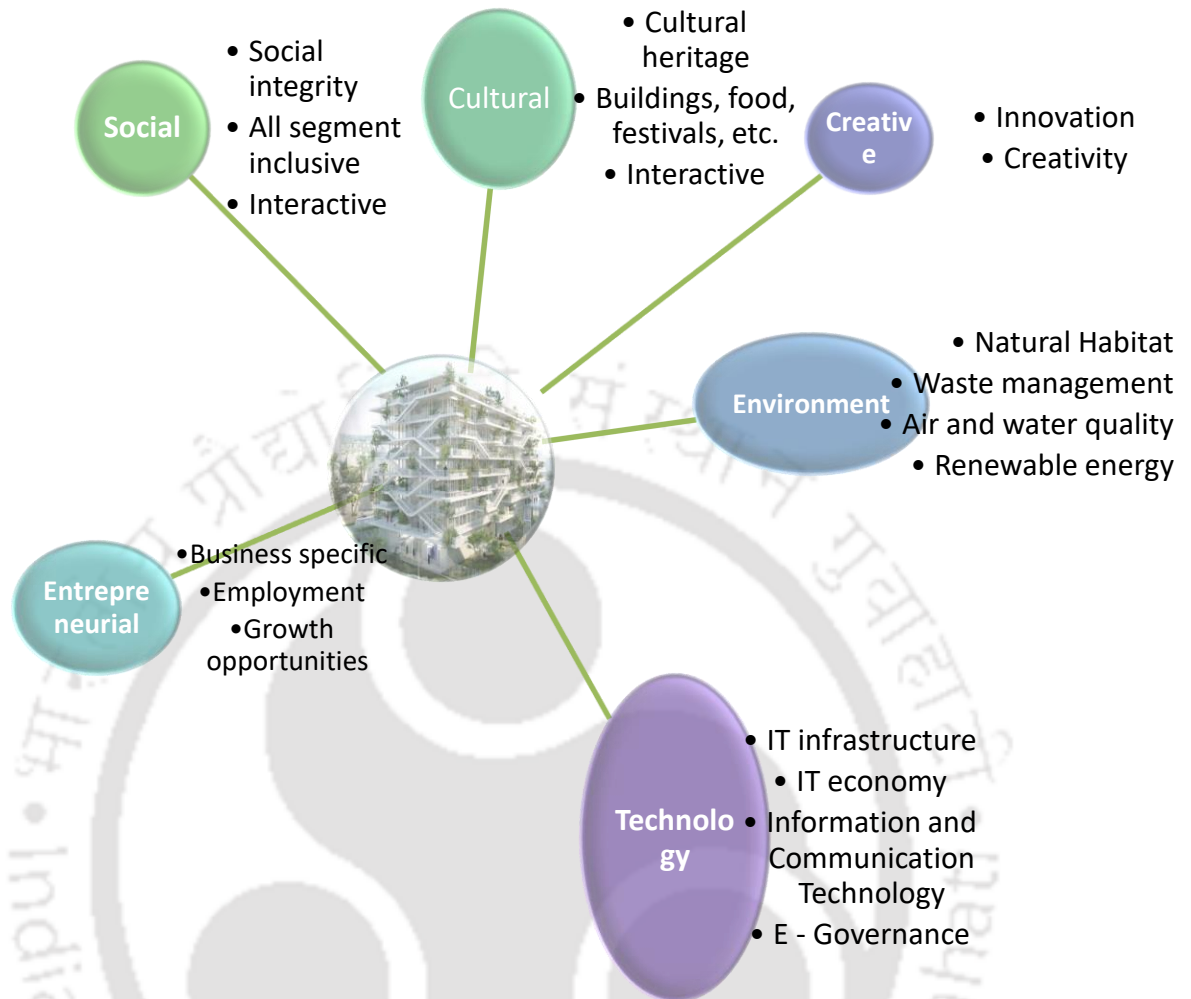 Social
• Social
integrity
• All segment
inclusive
• Interactive
Cultural
• Cultural
heritage
• Buildings, food,
festivals, etc.
• Interactive
Creativ
e
• Innovation
• Creativity
Environment
• Natural Habitat
• Waste management
• Air and water quality
• Renewable energy
Entrepre
neurial
•Business specific
•Employment
•Growth
opportunities
Technolo
gy
• IT infrastructure
• IT economy
• Information and
Communication
Technology
• E - Governance